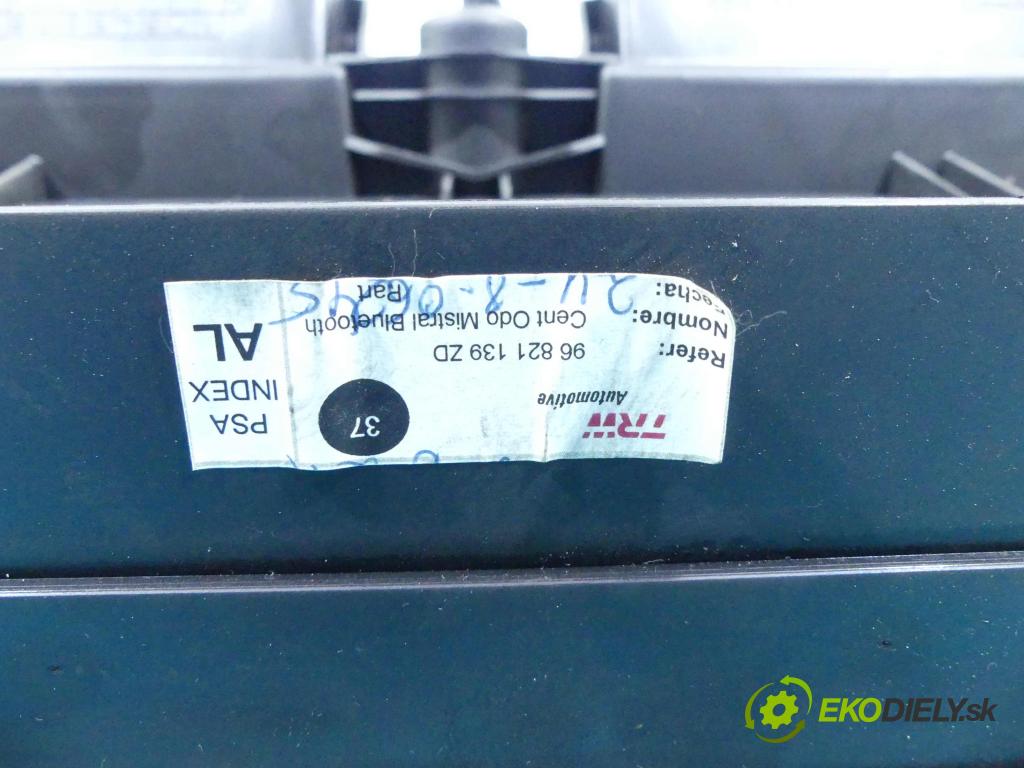 TRW
Automotive
37
PSA
INDEX
AL
Refer: 96 821 139 ZD
Nombre: Cent Odo Mistral Bluetooth
Fecha:
EKODIELY.sk